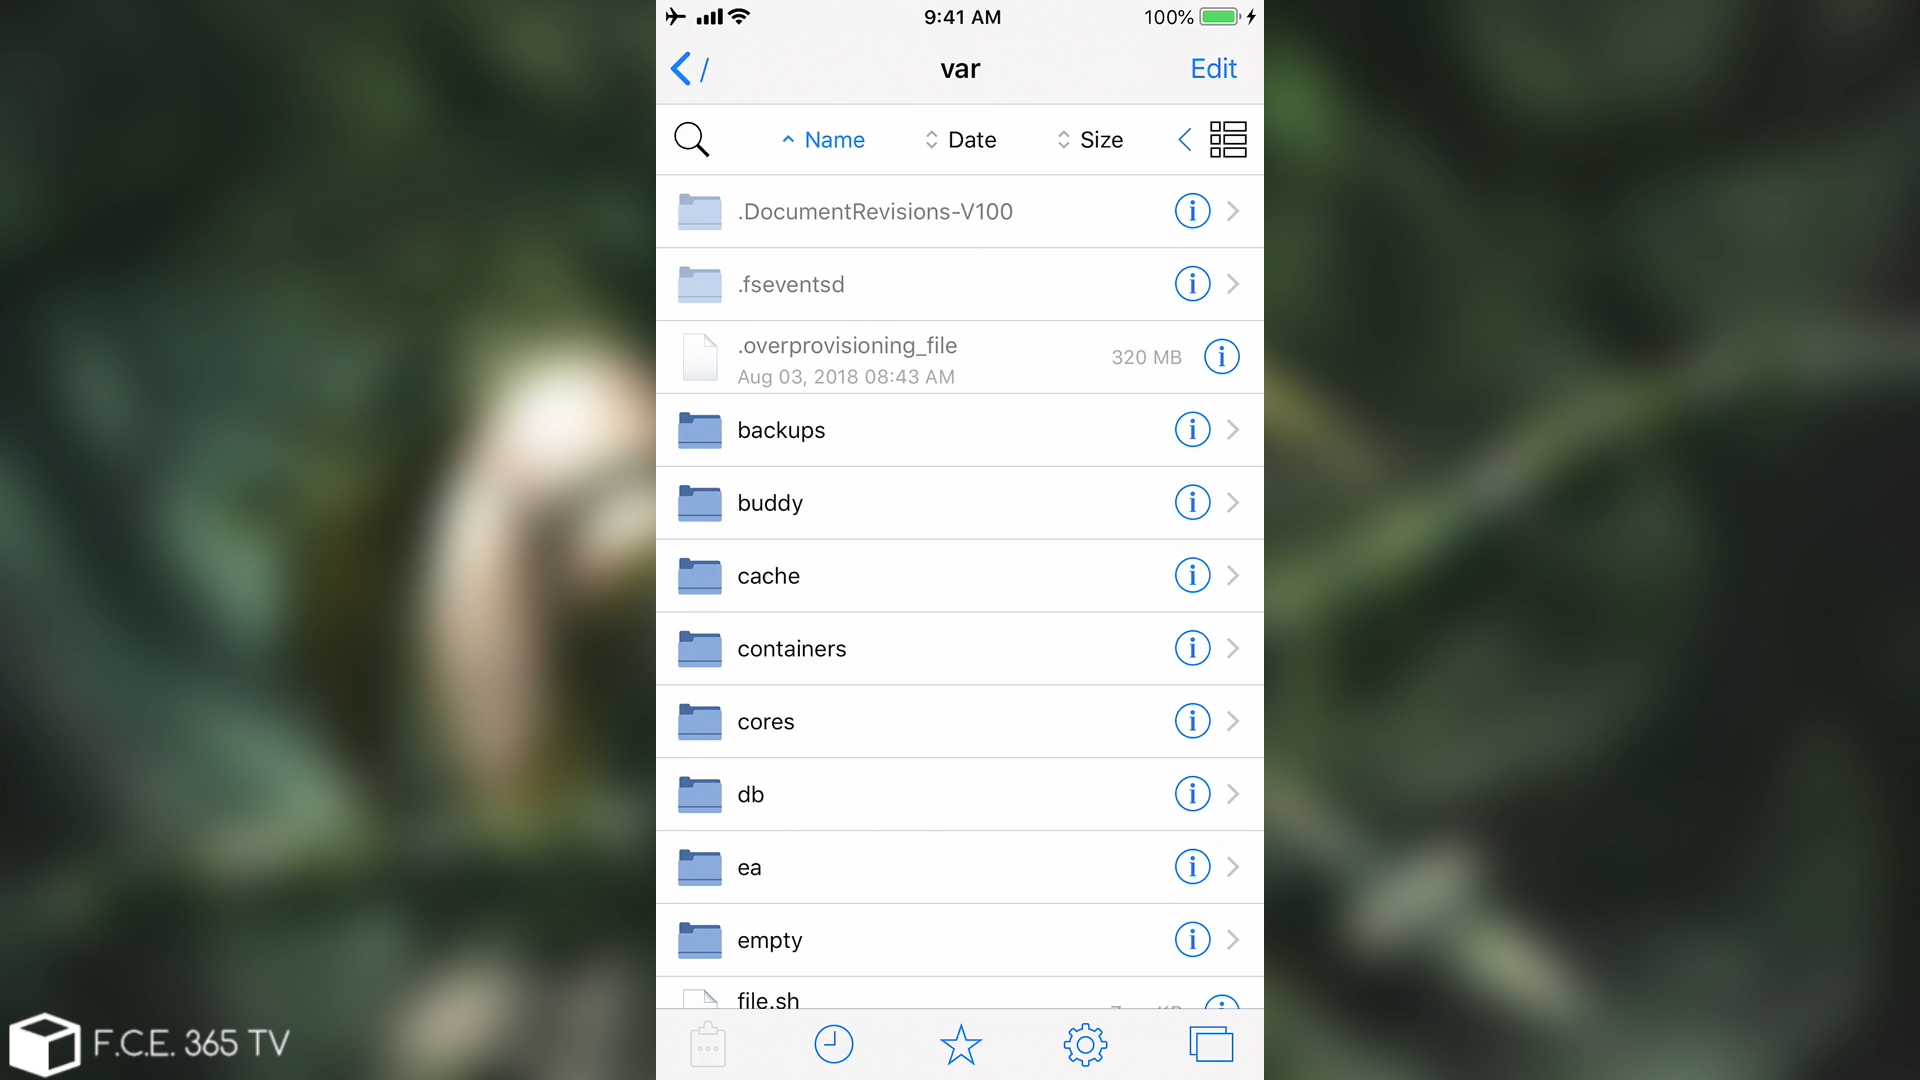 9:41 AM
100%
/
var
Edit
Name
Date
Size
.DocumentRevisions-V100
.fseventsd
.overprovisioning_file
320 MB
Aug 03, 2018 08:43 AM
backups
buddy
cache
containers
cores
db
ea
empty
file.sh
F.C.E. 365 TV